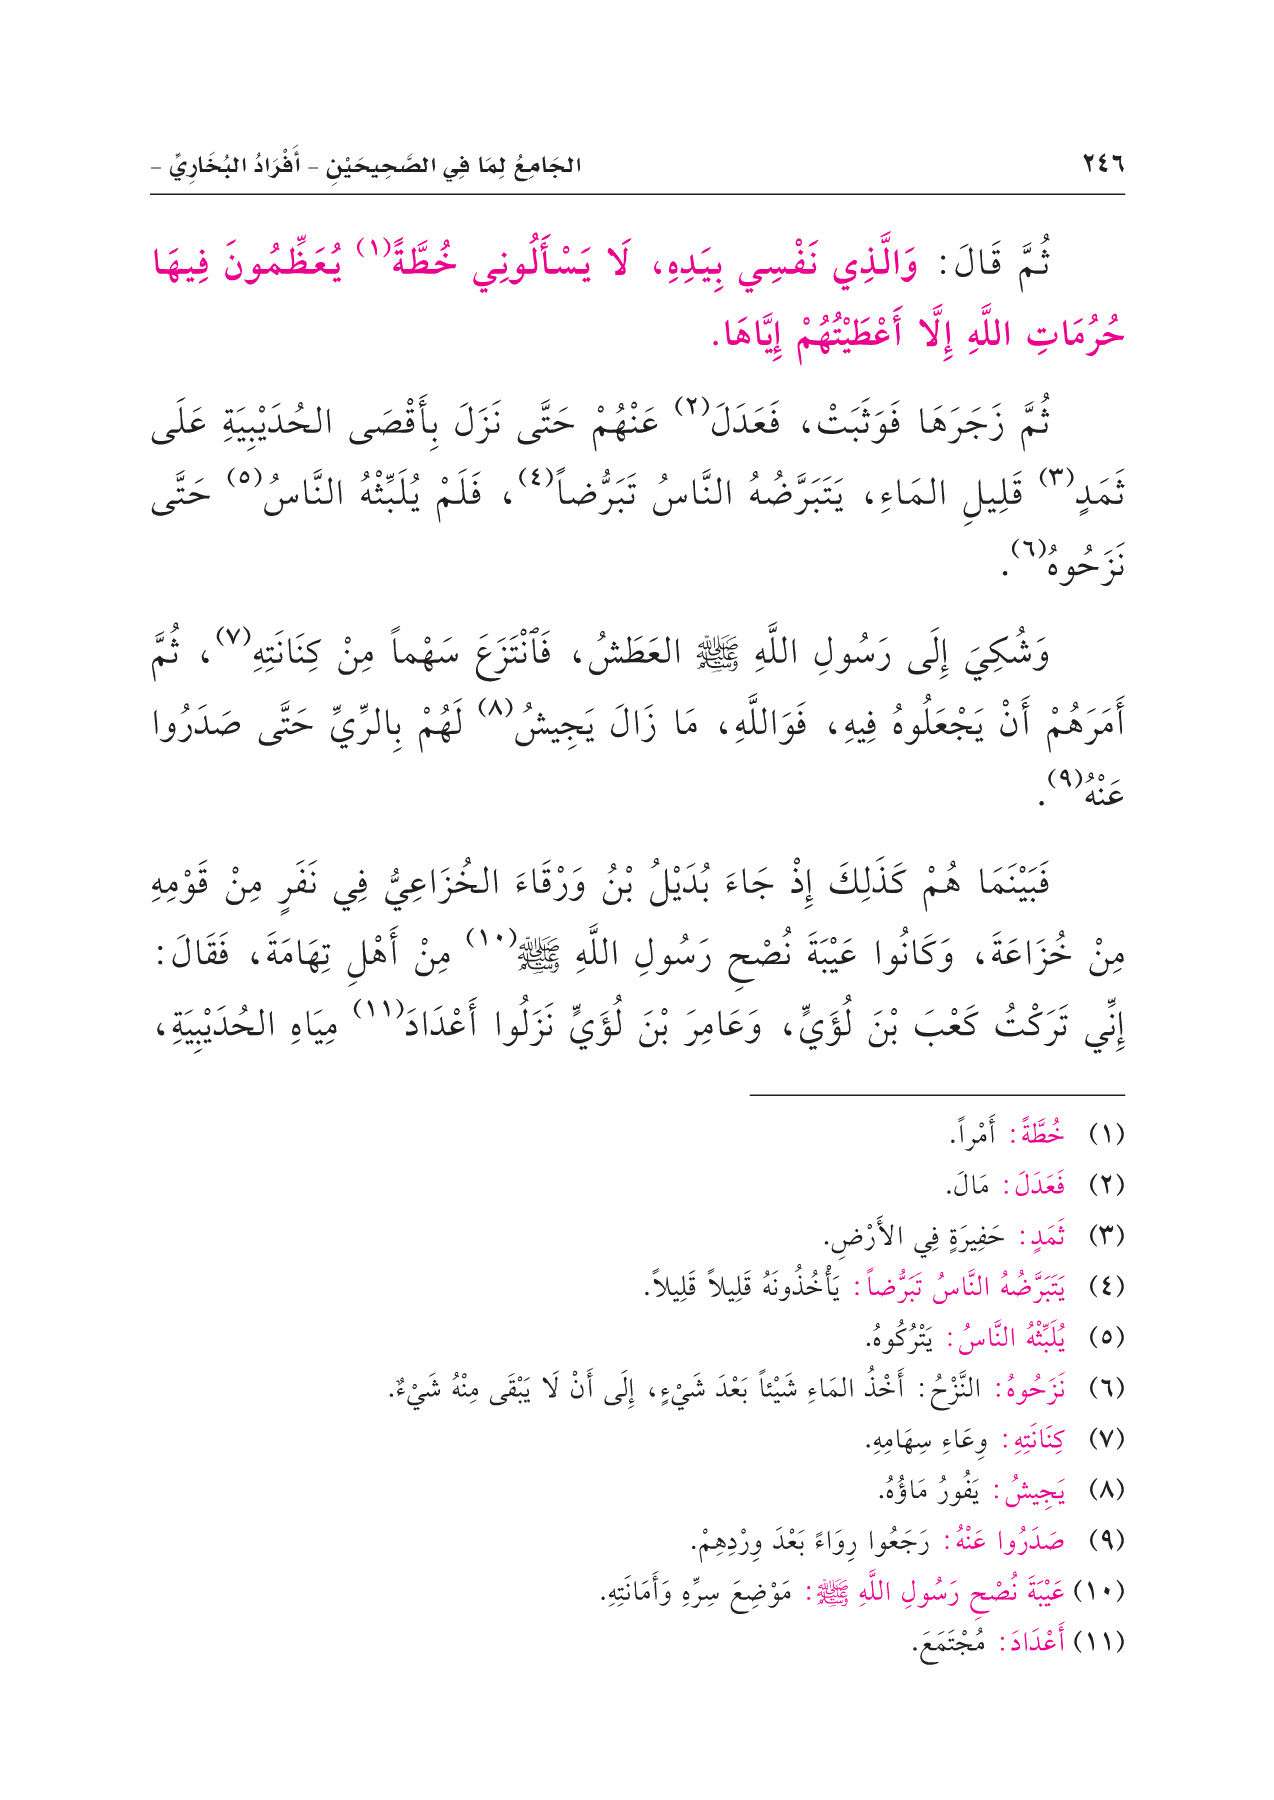 ٢٤٦
الجَامِعُ لِمَا فِي الصَّحِيحَيْنِ - أَفْرَادُ البُخَارِيِّ -
ثُمَّ قَالَ: وَالَّذِي نَفْسِي بِيَدِهِ، لَا يَسْأَلُونِي خُطَّةً(١) يُعَظِّمُونَ فِيهَا
حُرُمَاتِ اللَّهِ إِلَّا أَعْطَيْتُهُمْ إِيَّاهَا.
ثُمَّ زَجَرَهَا فَوَثَبَتْ، فَعَدَلَ(٢) عَنْهُمْ حَتَّى نَزَلَ بِأَقْصَى الحُدَيْبِيَةِ عَلَى
ثَمَدٍ(٣) قَلِيلِ المَاءِ، يَتَبَرَّضُهُ النَّاسُ تَبَرُّضاً(٤)، فَلَمْ يُلَبِّثْهُ النَّاسُ(٥) حَتَّى
نَزَحُوهُ(٦).
وَشُكِيَ إِلَى رَسُولِ اللَّهِ ﷺ العَطَشُ، فَٱنْتَزَعَ سَهْماً مِنْ كِنَانَتِهِ(٧)، ثُمَّ
أَمَرَهُمْ أَنْ يَجْعَلُوهُ فِيهِ، فَوَاللَّهِ، مَا زَالَ يَجِيشُ(٨) لَهُمْ بِالرِّيِّ حَتَّى صَدَرُوا
عَنْهُ(٩).
فَبَيْنَمَا هُمْ كَذَلِكَ إِذْ جَاءَ بُدَيْلُ بْنُ وَرْقَاءَ الخُزَاعِيُّ فِي نَفَرٍ مِنْ قَوْمِهِ
مِنْ خُزَاعَةَ، وَكَانُوا عَيْبَةَ نُصْحِ رَسُولِ اللَّهِ ﷺ(١٠) مِنْ أَهْلِ تِهَامَةَ، فَقَالَ:
إِنِّي تَرَكْتُ كَعْبَ بْنَ لُؤَيٍّ، وَعَامِرَ بْنَ لُؤَيٍّ نَزَلُوا أَعْدَادَ(١١) مِيَاهِ الحُدَيْبِيَةِ،
(١) خُطَّةً: أَمْراً.
(٢) فَعَدَلَ: مَالَ.
(٣) ثَمَدٍ: حَفِيرَةٍ فِي الأَرْضِ.
(٤) يَتَبَرَّضُهُ النَّاسُ تَبَرُّضاً: يَأْخُذُونَهُ قَلِيلاً قَلِيلاً.
(٥) يُلَبِّثْهُ النَّاسُ: يَتْرُكُوهُ.
(٦) نَزَحُوهُ: النَّزْحُ: أَخْذُ المَاءِ شَيْئاً بَعْدَ شَيْءٍ، إِلَى أَنْ لَا يَبْقَى مِنْهُ شَيْءٌ.
(٧) كِنَانَتِهِ: وِعَاءِ سِهَامِهِ.
(٨) يَجِيشُ: يَفُورُ مَاؤُهُ.
(٩) صَدَرُوا عَنْهُ: رَجَعُوا رِوَاءً بَعْدَ وِرْدِهِمْ.
(١٠) عَيْبَةَ نُصْحِ رَسُولِ اللَّهِ ﷺ: مَوْضِعَ سِرِّهِ وَأَمَانَتِهِ.
(١١) أَعْدَادَ: مُجْتَمَعَ.